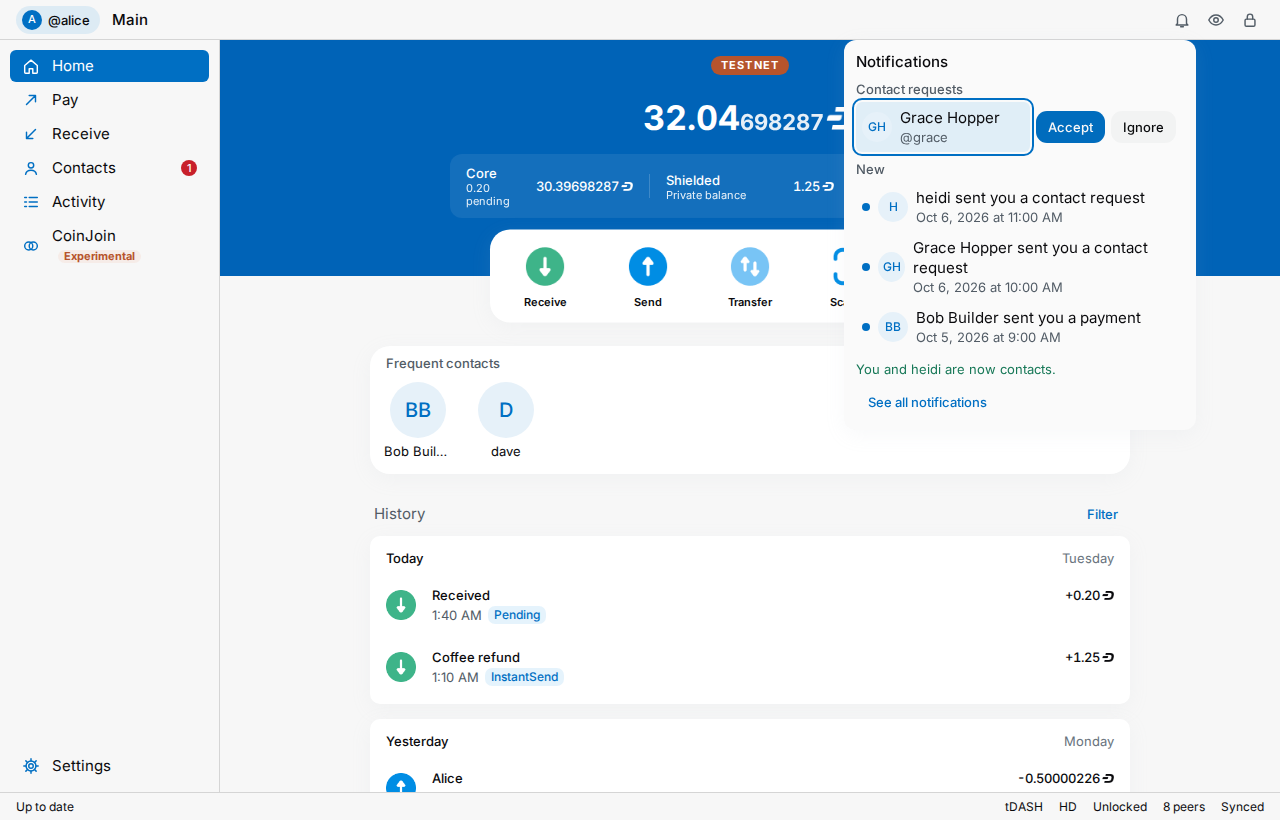 A @alice Main
Home
Pay
Receive
Contacts 1
Activity
CoinJoin
Experimental
Settings
TESTNET
32.04698287
Core
0.20
pending
30.39698287
Shielded
Private balance
1.25
Receive
Send
Transfer
Notifications
Contact requests
GH Grace Hopper
@grace
Accept
Ignore
New
H heidi sent you a contact request
Oct 6, 2026 at 11:00 AM
GH Grace Hopper sent you a contact
request
Oct 6, 2026 at 10:00 AM
BB Bob Builder sent you a payment
Oct 5, 2026 at 9:00 AM
You and heidi are now contacts.
See all notifications
Frequent contacts
BB D
Bob Buil... dave
History Filter
Today Tuesday
Received +0.20
1:40 AM Pending
Coffee refund +1.25
1:10 AM InstantSend
Yesterday Monday
Alice -0.50000226
Up to date tDASH HD Unlocked 8 peers Synced